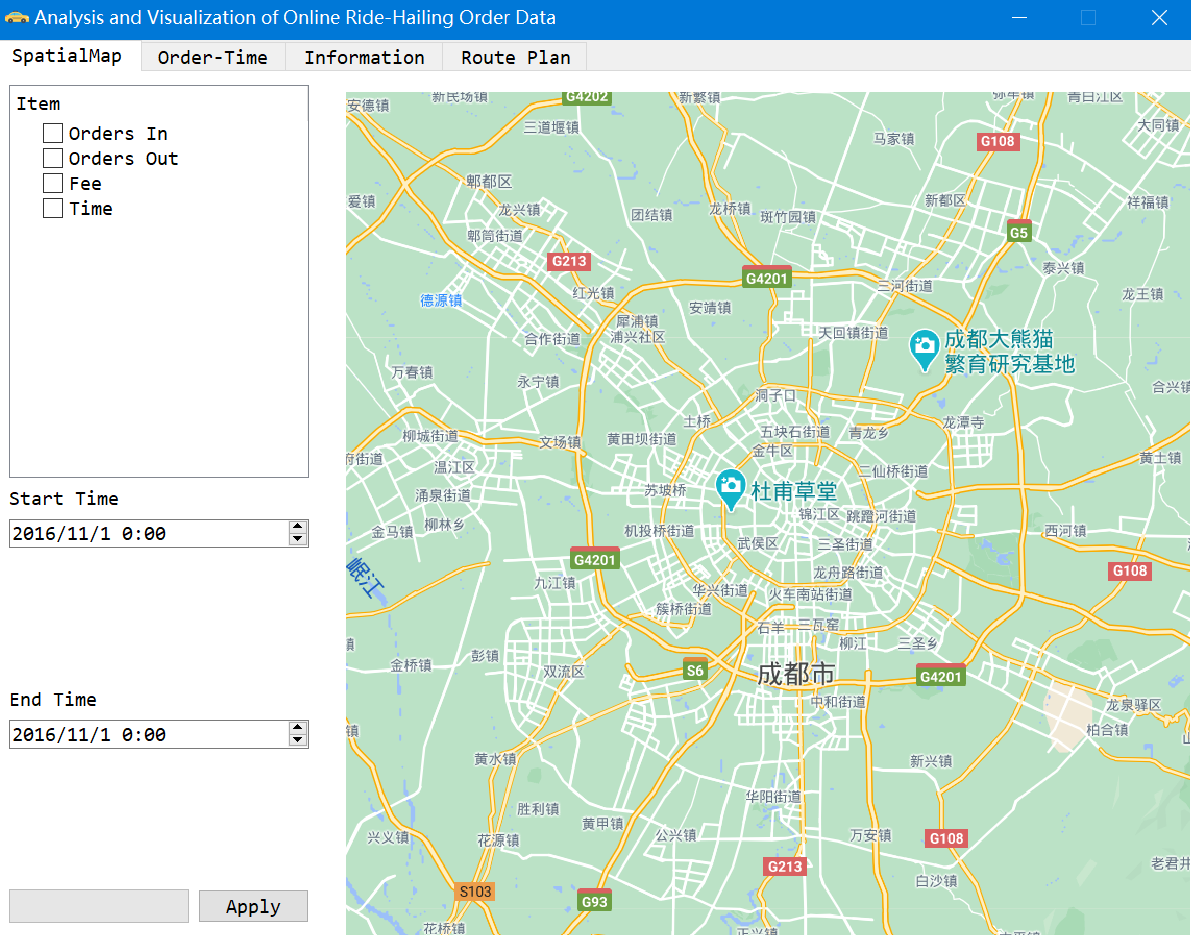 Analysis and Visualization of Online Ride-Hailing Order Data
SpatialMap
Order-Time
Information
Route Plan
Item
Orders In
Orders Out
Fee
Time
Start Time
2016/11/1 0:00
End Time
2016/11/1 0:00
Apply
安德镇
新民场镇
G4202
新繁镇
弥牟镇
青白江区
三道堰镇
马家镇
G108
大同镇
郫都区
爱镇
龙兴镇
团结镇
龙桥镇
斑竹园镇
新都区
祥福镇
郫筒街道
G5
G213
G4201
泰兴镇
德源镇
红光镇
三河街道
龙王镇
安靖镇
犀浦镇
浦兴社区
合作街道
天回镇街道
成都大熊猫
繁育研究基地
万春镇
永宁镇
洞子口
合兴镇
土桥
柳城街道
文场镇
黄田坝街道
五块石街道
青龙乡
龙潭寺
金牛区
府街道
温江区
二仙桥街道
黄土镇
涌泉街道
苏坡桥
杜甫草堂
锦江区
跳蹬河街道
金马镇
柳林乡
机投桥街道
武侯区
三圣街道
西河镇
岷江
G4201
九江镇
龙舟路街道
G108
华兴街道
火车南站街道
簇桥街道
石羊
三瓦窑
柳江
三圣乡
镇
金桥镇
彭镇
双流区
S6
成都市
G4201
中和街道
龙泉驿区
镇
柏合镇
山
黄水镇
新兴镇
华阳街道
胜利镇
黄甲镇
兴义镇
花源镇
公兴镇
万安镇
G108
老君井
G213
白沙镇
S103
G93
花桥镇
正兴镇